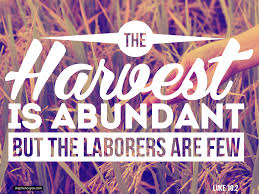 THE
Harvest
IS ABUNDANT
BUT THE LABORERS ARE FEW
LUKE 10:2